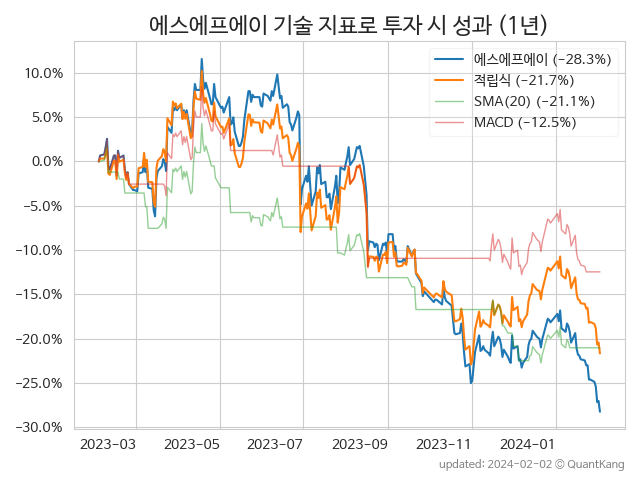 에스에프에이 기술 지표로 투자 시 성과 (1년)
에스에프에이 (−28.3%)
적립식 (−21.7%)
SMA(20) (−21.1%)
MACD (−12.5%)
10.0%
5.0%
0.0%
−5.0%
−10.0%
−15.0%
−20.0%
−25.0%
−30.0%
2023-03 2023-05 2023-07 2023-09 2023-11 2024-01
updated: 2024-02-02 © QuantKang